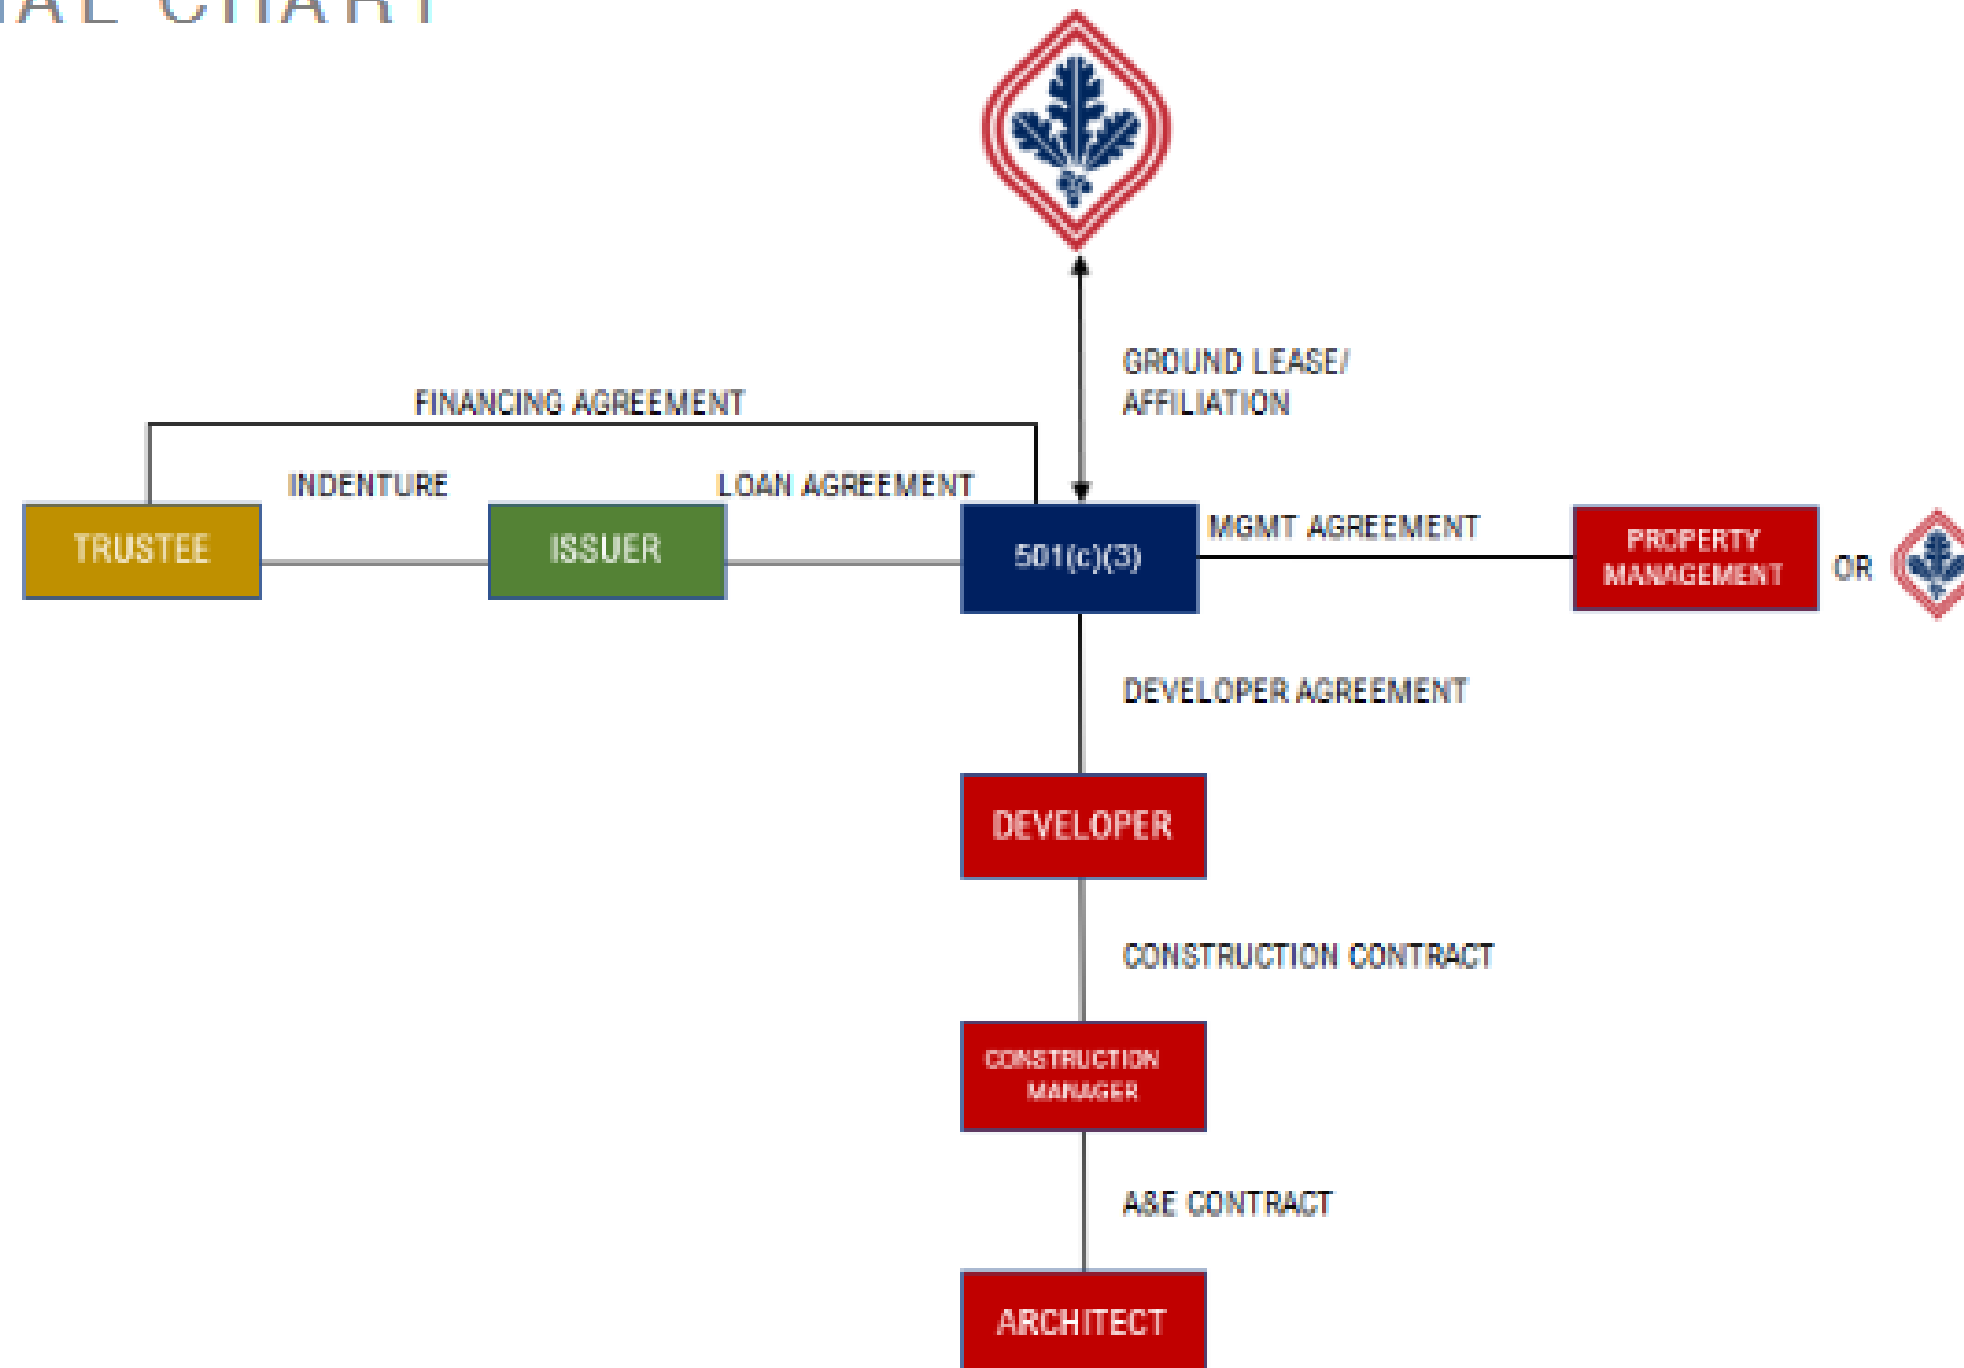 CHART
GROUND LEASE/
AFFILIATION
FINANCING AGREEMENT
INDENTURE
LOAN AGREEMENT
MGMT AGREEMENT
TRUSTEE
ISSUER
501(c)(3)
PROPERTY
MANAGEMENT
OR
DEVELOPER AGREEMENT
DEVELOPER
CONSTRUCTION CONTRACT
CONSTRUCTION
MANAGER
A&E CONTRACT
ARCHITECT